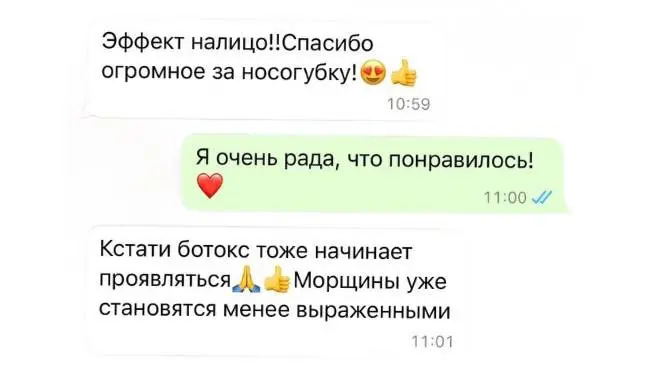 Эффект налицо!!Спасибо
огромное за носогубку!😍👍
10:59
Я очень рада, что понравилось!
❤️
11:00
Кстати ботокс тоже начинает
проявляться🙏👍Морщины уже
становятся менее выраженными
11:01